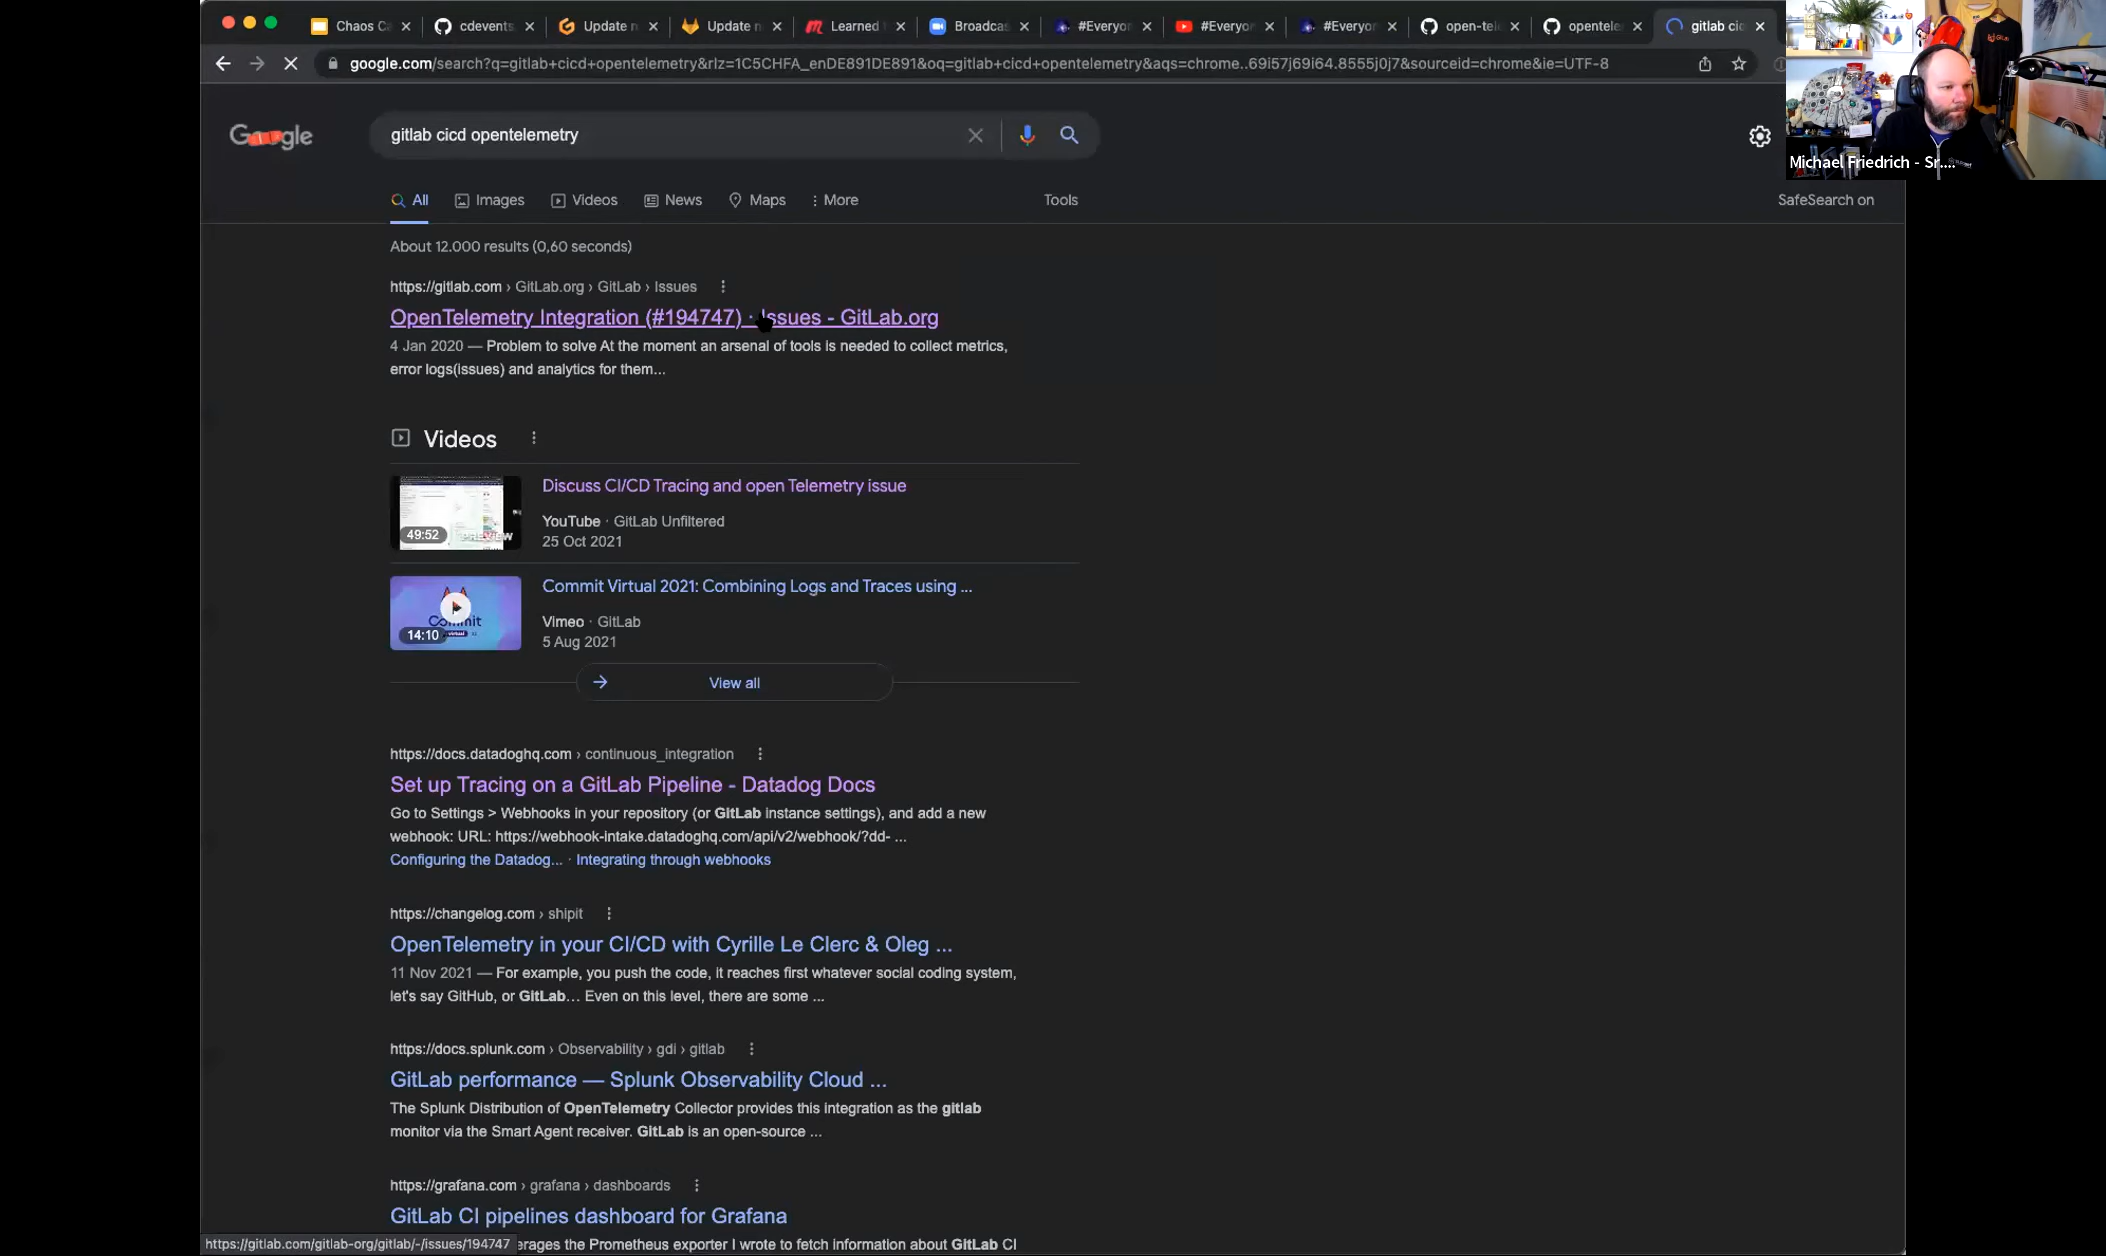 Chaos Ca
cdevents
Update n
Update n
Learned
Broadcas
#Everyon
#Everyon
#Everyon
open-tele
opentele
gitlab cic
google.com/search?q=gitlab+cicd+opentelemetry&rlz=1C5CHFA_enDE891DE891&oq=gitlab+cicd+opentelemetry&aqs=chrome..69i57j69i64.8555j0j7&sourceid=chrome&ie=UTF-8
Michael Friedrich - Sr....
Google
gitlab cicd opentelemetry
All
Images
Videos
News
Maps
More
Tools
SafeSearch on
About 12.000 results (0,60 seconds)
https://gitlab.com › GitLab.org › GitLab › Issues
OpenTelemetry Integration (#194747) · Issues - GitLab.org
4 Jan 2020 — Problem to solve At the moment an arsenal of tools is needed to collect metrics,
error logs(issues) and analytics for them...
Videos
Discuss CI/CD Tracing and open Telemetry issue
YouTube · GitLab Unfiltered
25 Oct 2021
49:52
PREVIEW
Commit Virtual 2021: Combining Logs and Traces using ...
Vimeo · GitLab
5 Aug 2021
Commit
virtual
14:10
View all
https://docs.datadoghq.com › continuous_integration
Set up Tracing on a GitLab Pipeline - Datadog Docs
Go to Settings > Webhooks in your repository (or GitLab instance settings), and add a new
webhook: URL: https://webhook-intake.datadoghq.com/api/v2/webhook/?dd- ...
Configuring the Datadog... · Integrating through webhooks
https://changelog.com › shipit
OpenTelemetry in your CI/CD with Cyrille Le Clerc & Oleg ...
11 Nov 2021 — For example, you push the code, it reaches first whatever social coding system,
let's say GitHub, or GitLab... Even on this level, there are some ...
https://docs.splunk.com › Observability › gdi › gitlab
GitLab performance — Splunk Observability Cloud ...
The Splunk Distribution of OpenTelemetry Collector provides this integration as the gitlab
monitor via the Smart Agent receiver. GitLab is an open-source ...
https://grafana.com › grafana › dashboards
GitLab CI pipelines dashboard for Grafana
https://gitlab.com/gitlab-org/gitlab/-/issues/194747
erages the Prometheus exporter I wrote to fetch information about GitLab CI